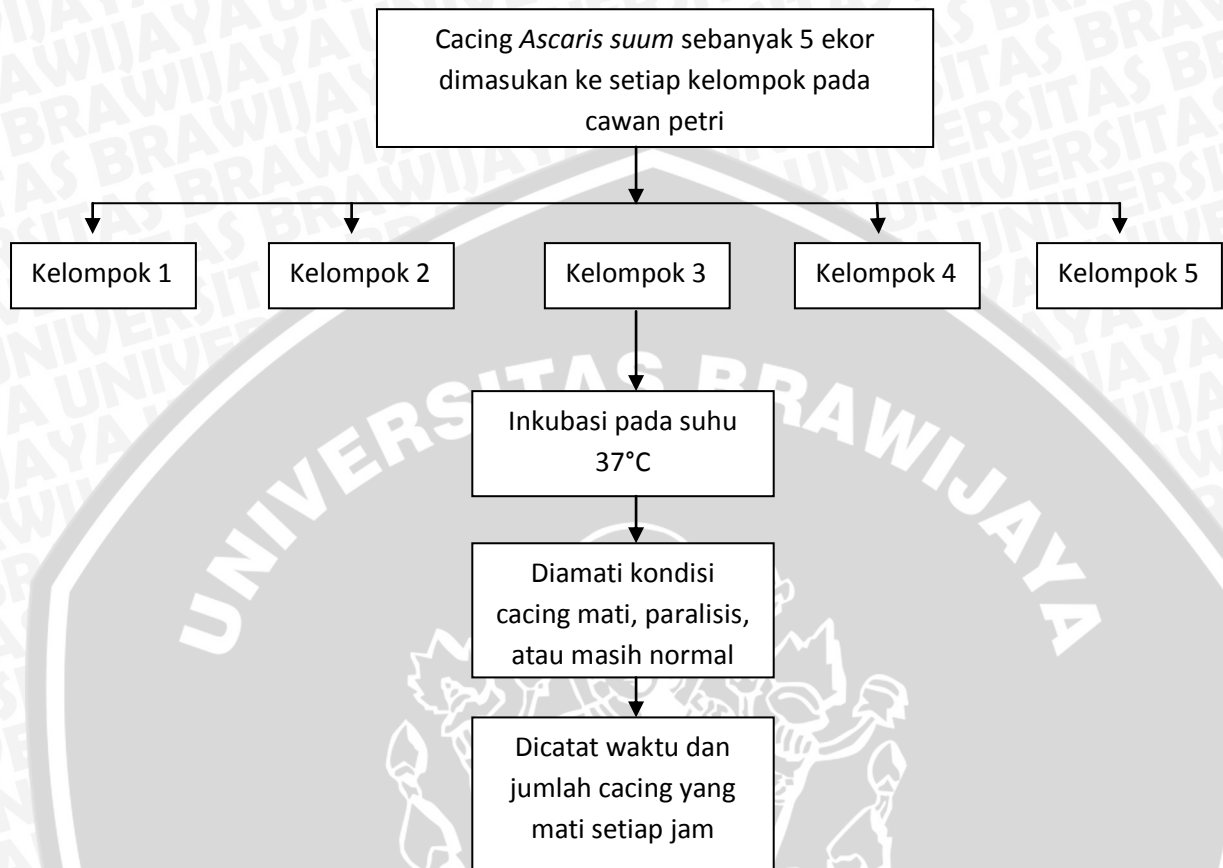 Cacing Ascaris suum sebanyak 5 ekor
dimasukan ke setiap kelompok pada
cawan petri
Kelompok 1
Kelompok 2
Kelompok 3
Kelompok 4
Kelompok 5
Inkubasi pada suhu
37°C
Diamati kondisi
cacing mati, paralisis,
atau masih normal
Dicatat waktu dan
jumlah cacing yang
mati setiap jam
UNIVERSITAS BRAWIJAYA